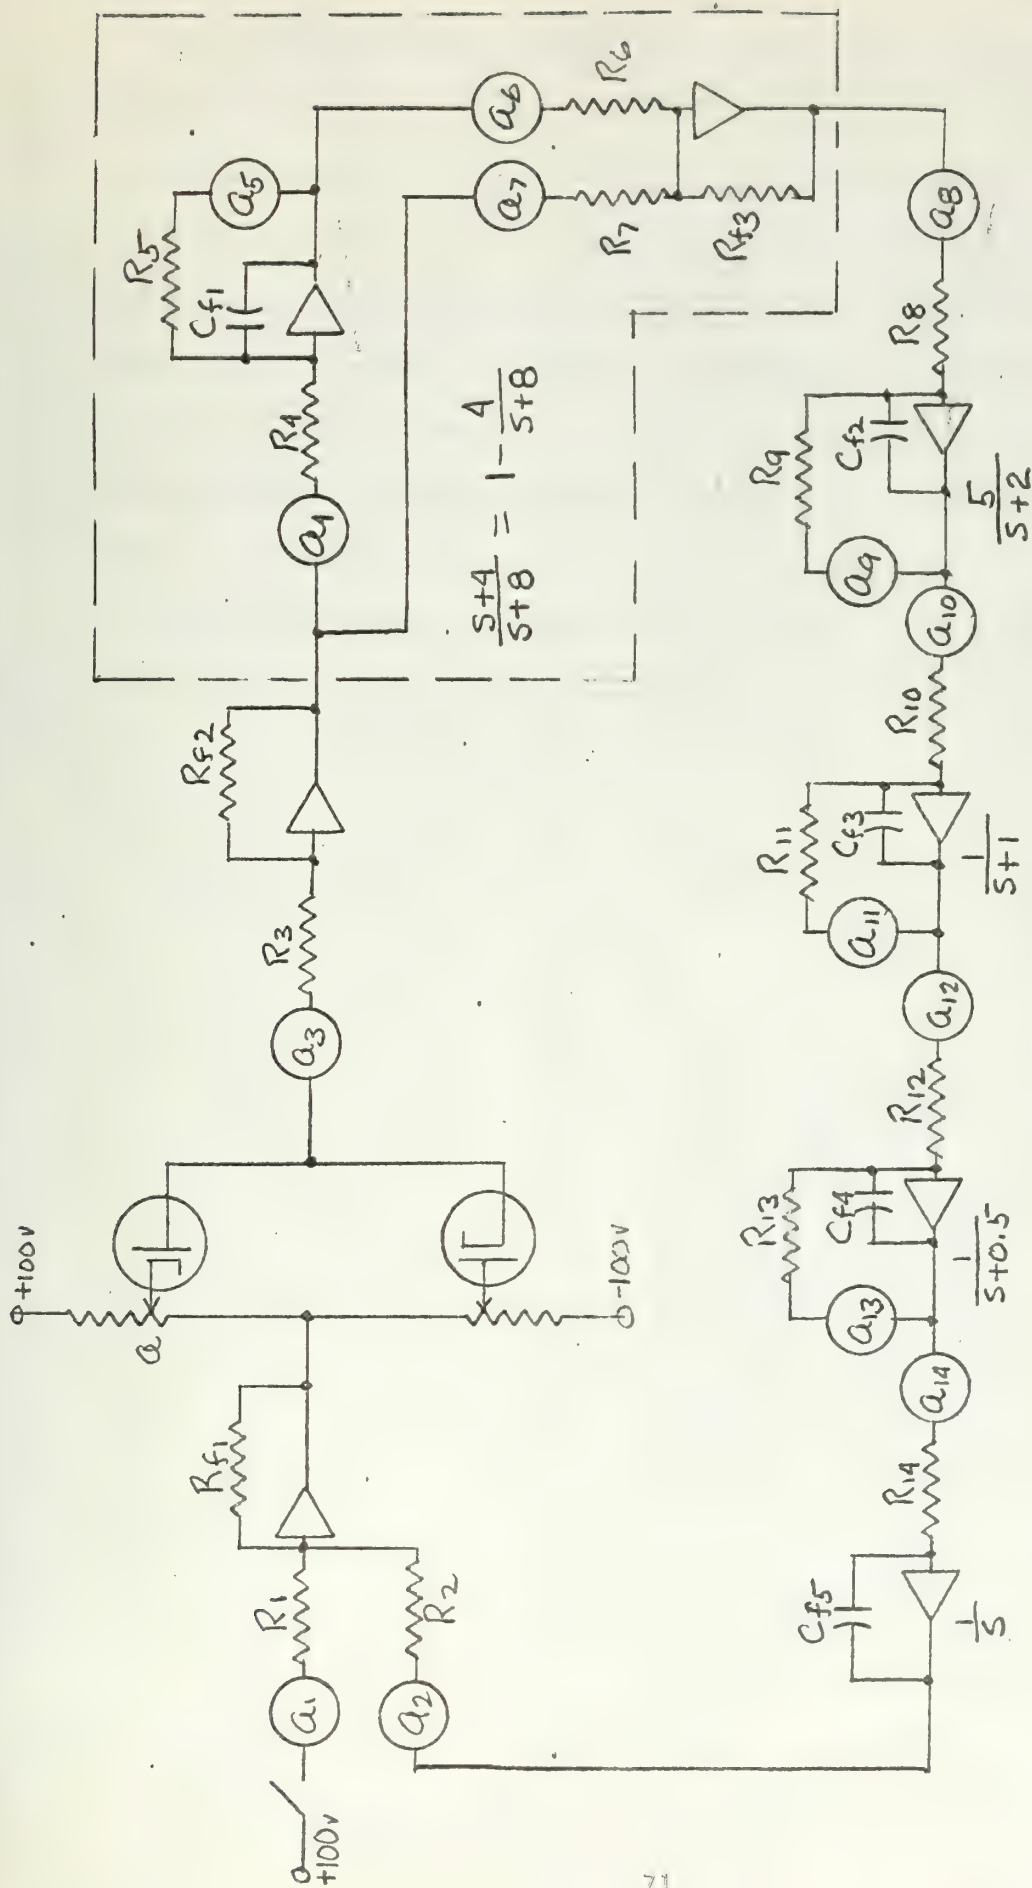 +100v
a1
R1
a2
R2
Rf1
+100v
a
-100v
a3
R3
Rf2
a4
R4
Cf1
R5
a5
a6
R6
a7
R7
Rf3
S+4/S+8 = 1 - 4/S+8
a8
R8
Cf2
R9
a9
5/S+2
a10
R10
Cf3
R11
a11
1/S+1
a12
R12
Cf4
R13
a13
1/S+0.5
a14
R14
Cf5
1/S
71